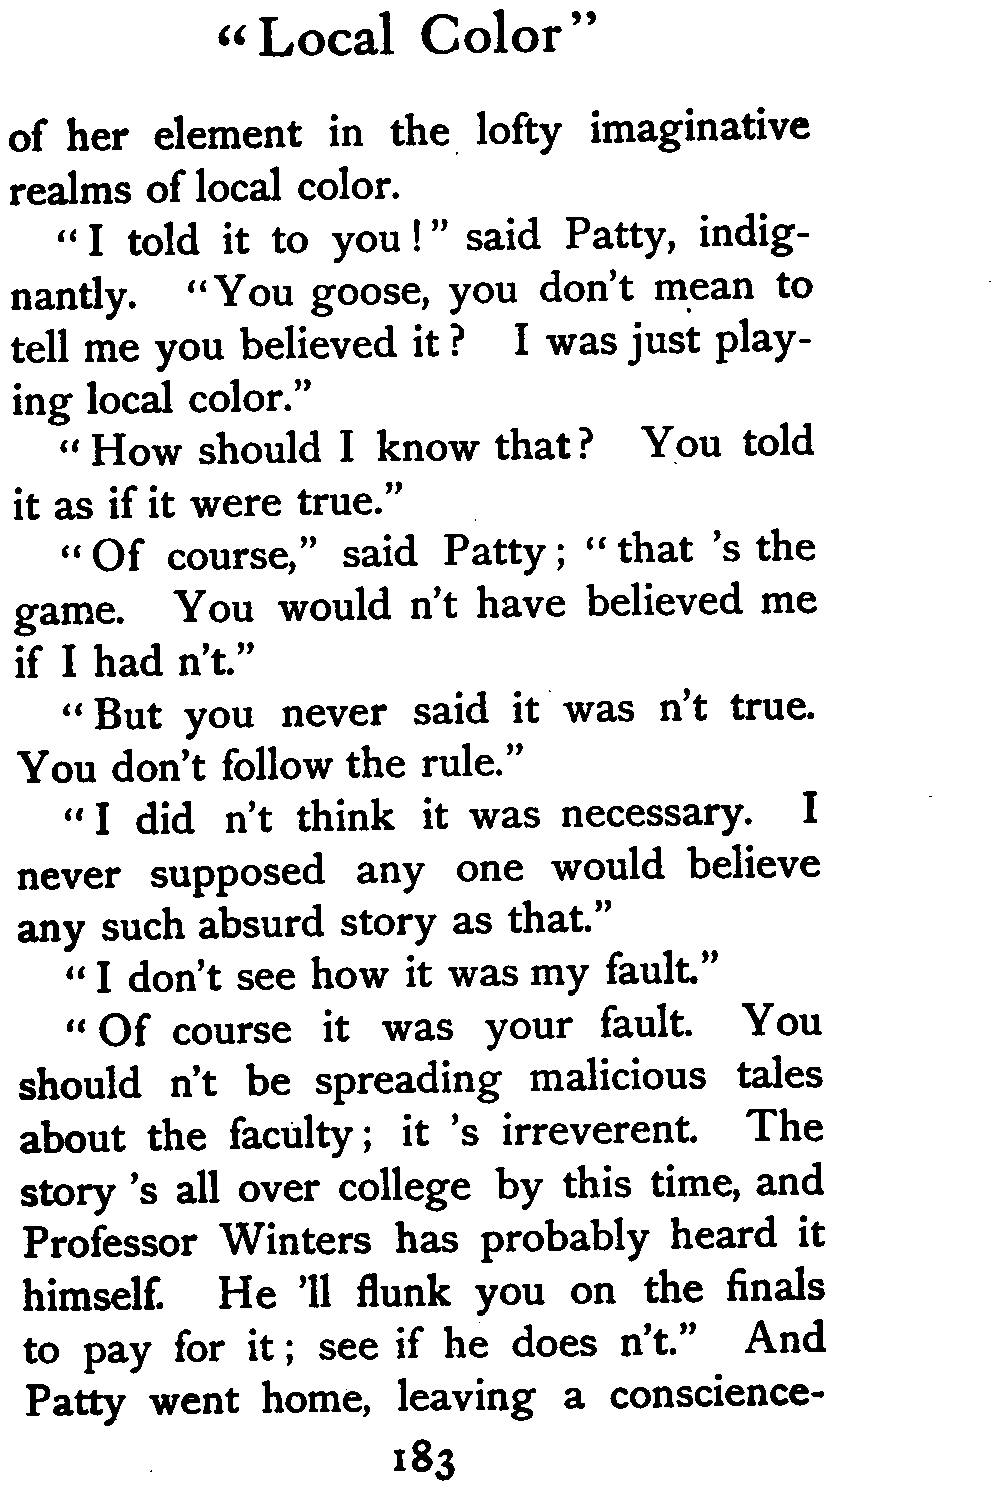 “Local Color”
of her element in the lofty imaginative
realms of local color.
“I told it to you!” said Patty, indig-
nantly. “You goose, you don't mean to
tell me you believed it? I was just play-
ing local color.”
“How should I know that? You told
it as if it were true.”
“Of course,” said Patty; “that 's the
game. You would n't have believed me
if I had n't.”
“But you never said it was n't true.
You don't follow the rule.”
“I did n't think it was necessary. I
never supposed any one would believe
any such absurd story as that.”
“I don't see how it was my fault.”
“Of course it was your fault. You
should n't be spreading malicious tales
about the faculty; it 's irreverent. The
story 's all over college by this time, and
Professor Winters has probably heard it
himself. He 'll flunk you on the finals
to pay for it; see if he does n't.” And
Patty went home, leaving a conscience-
183